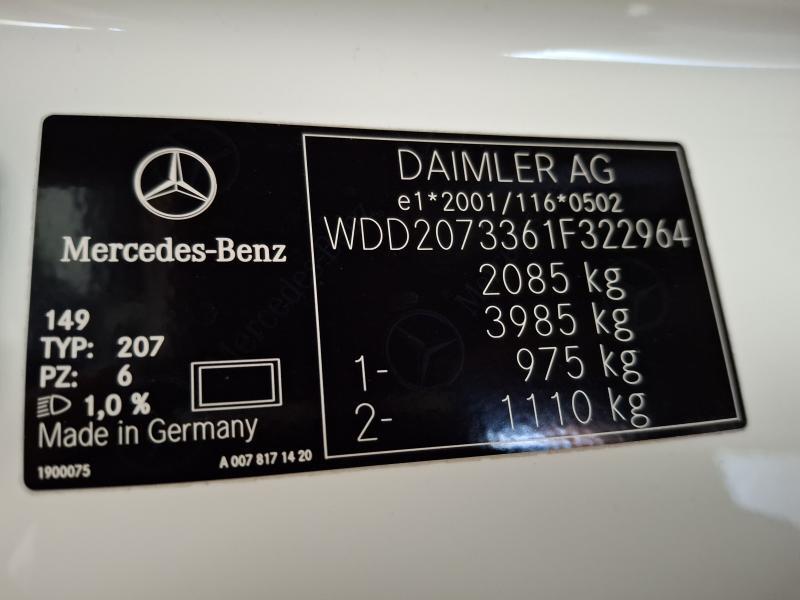 Mercedes-Benz
149
TYP: 207
PZ: 6
1,0 %
Made in Germany
1900075
A 007 817 14 20
DAIMLER AG
e1*2001/116*0502
WDD2073361F322964
2085 kg
3985 kg
1- 975 kg
2- 1110 kg